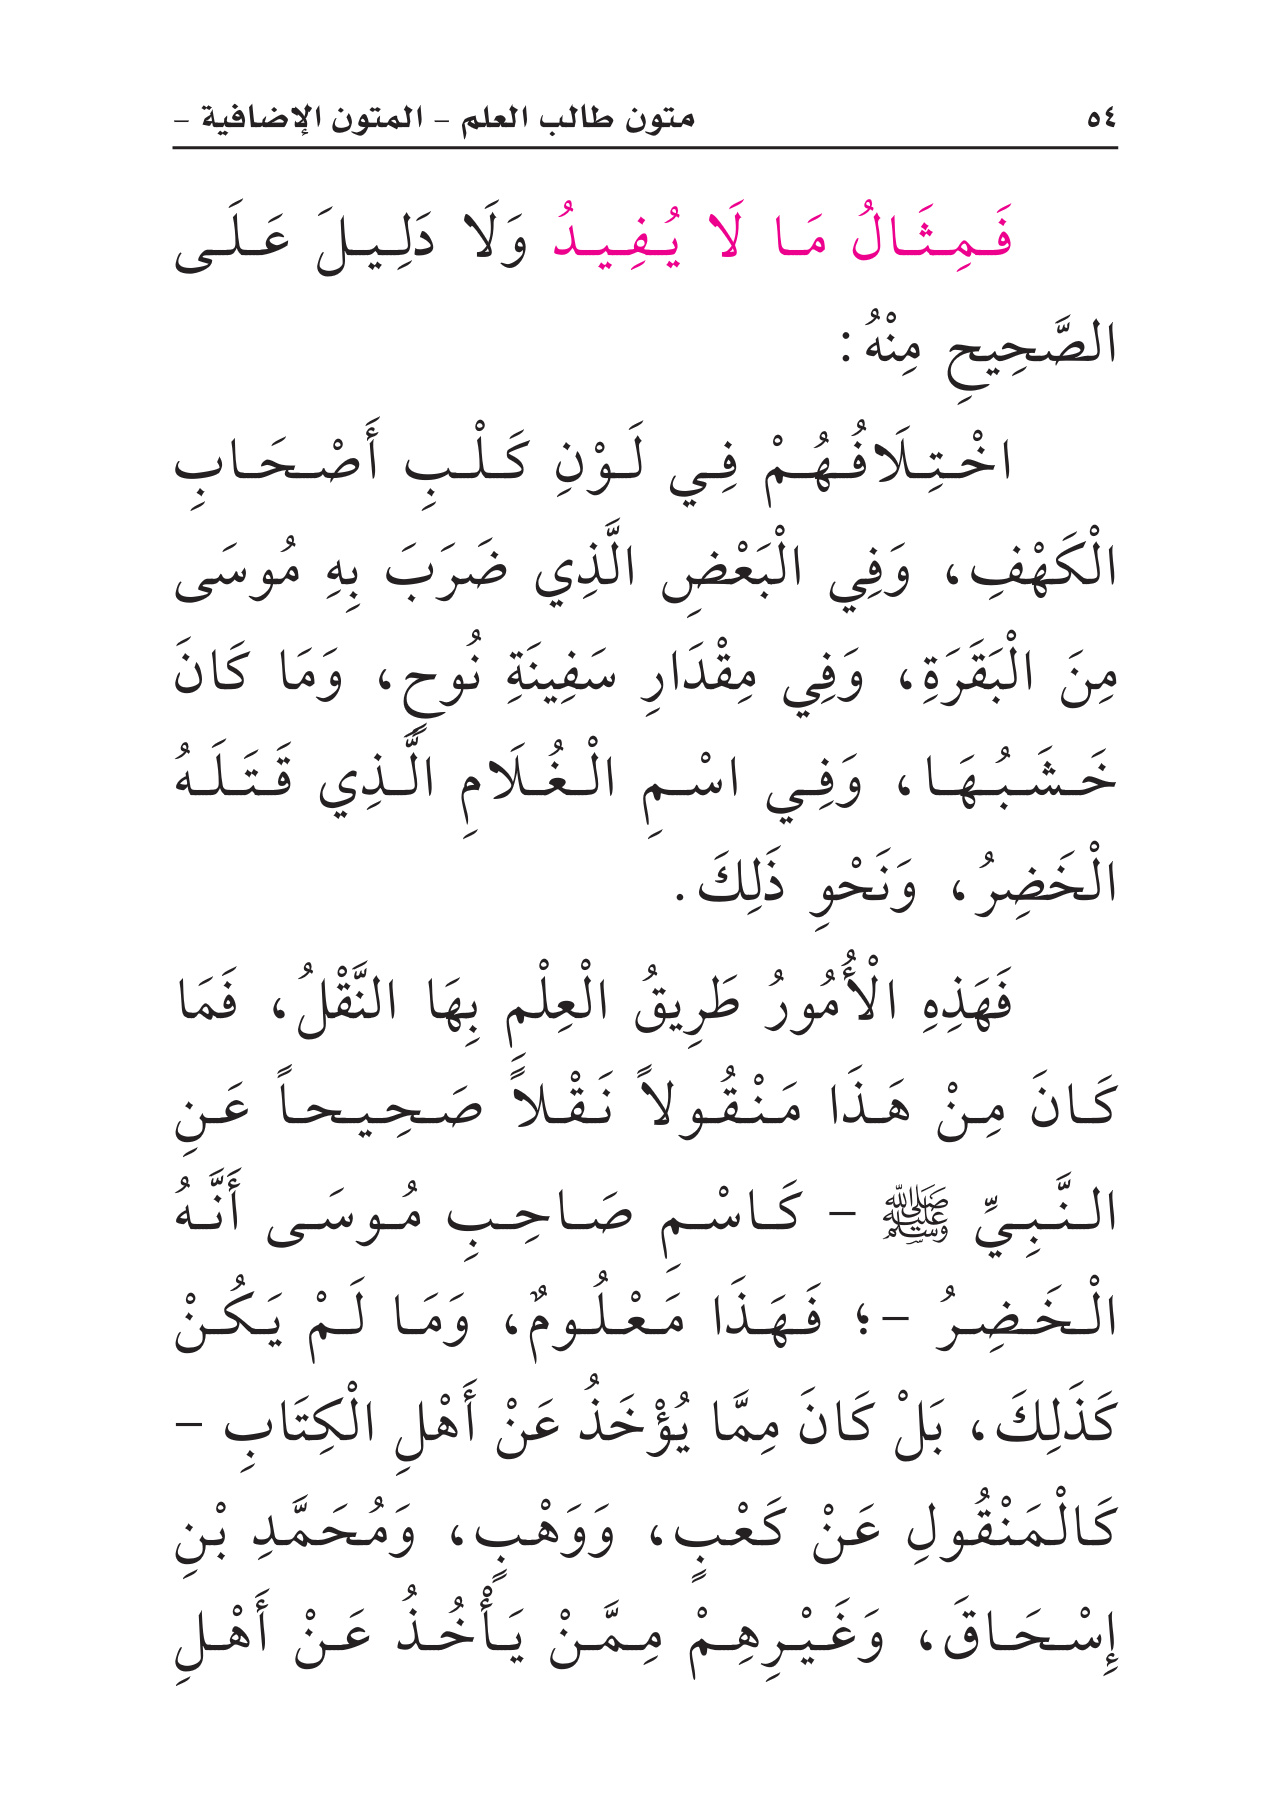 ٥٤ متون طالب العلم – المتون الإضافية –
فَمِثَالُ مَا لَا يُفِيدُ وَلَا دَلِيلَ عَلَى
الصَّحِيحِ مِنْهُ:
اخْتِلَافُهُمْ فِي لَوْنِ كَلْبِ أَصْحَابِ
الْكَهْفِ، وَفِي الْبَعْضِ الَّذِي ضَرَبَ بِهِ مُوسَى
مِنَ الْبَقَرَةِ، وَفِي مِقْدَارِ سَفِينَةِ نُوحٍ، وَمَا كَانَ
خَشَبُهَا، وَفِي اسْمِ الْغُلَامِ الَّذِي قَتَلَهُ
الْخَضِرُ، وَنَحْوِ ذَلِكَ.
فَهَذِهِ الْأُمُورُ طَرِيقُ الْعِلْمِ بِهَا النَّقْلُ، فَمَا
كَانَ مِنْ هَذَا مَنْقُولاً نَقْلاً صَحِيحاً عَنِ
النَّبِيِّ ﷺ – كَاسْمِ صَاحِبِ مُوسَى أَنَّهُ
الْخَضِرُ –؛ فَهَذَا مَعْلُومٌ، وَمَا لَمْ يَكُنْ
كَذَلِكَ، بَلْ كَانَ مِمَّا يُؤْخَذُ عَنْ أَهْلِ الْكِتَابِ –
كَالْمَنْقُولِ عَنْ كَعْبٍ، وَوَهْبٍ، وَمُحَمَّدِ بْنِ
إِسْحَاقَ، وَغَيْرِهِمْ مِمَّنْ يَأْخُذُ عَنْ أَهْلِ